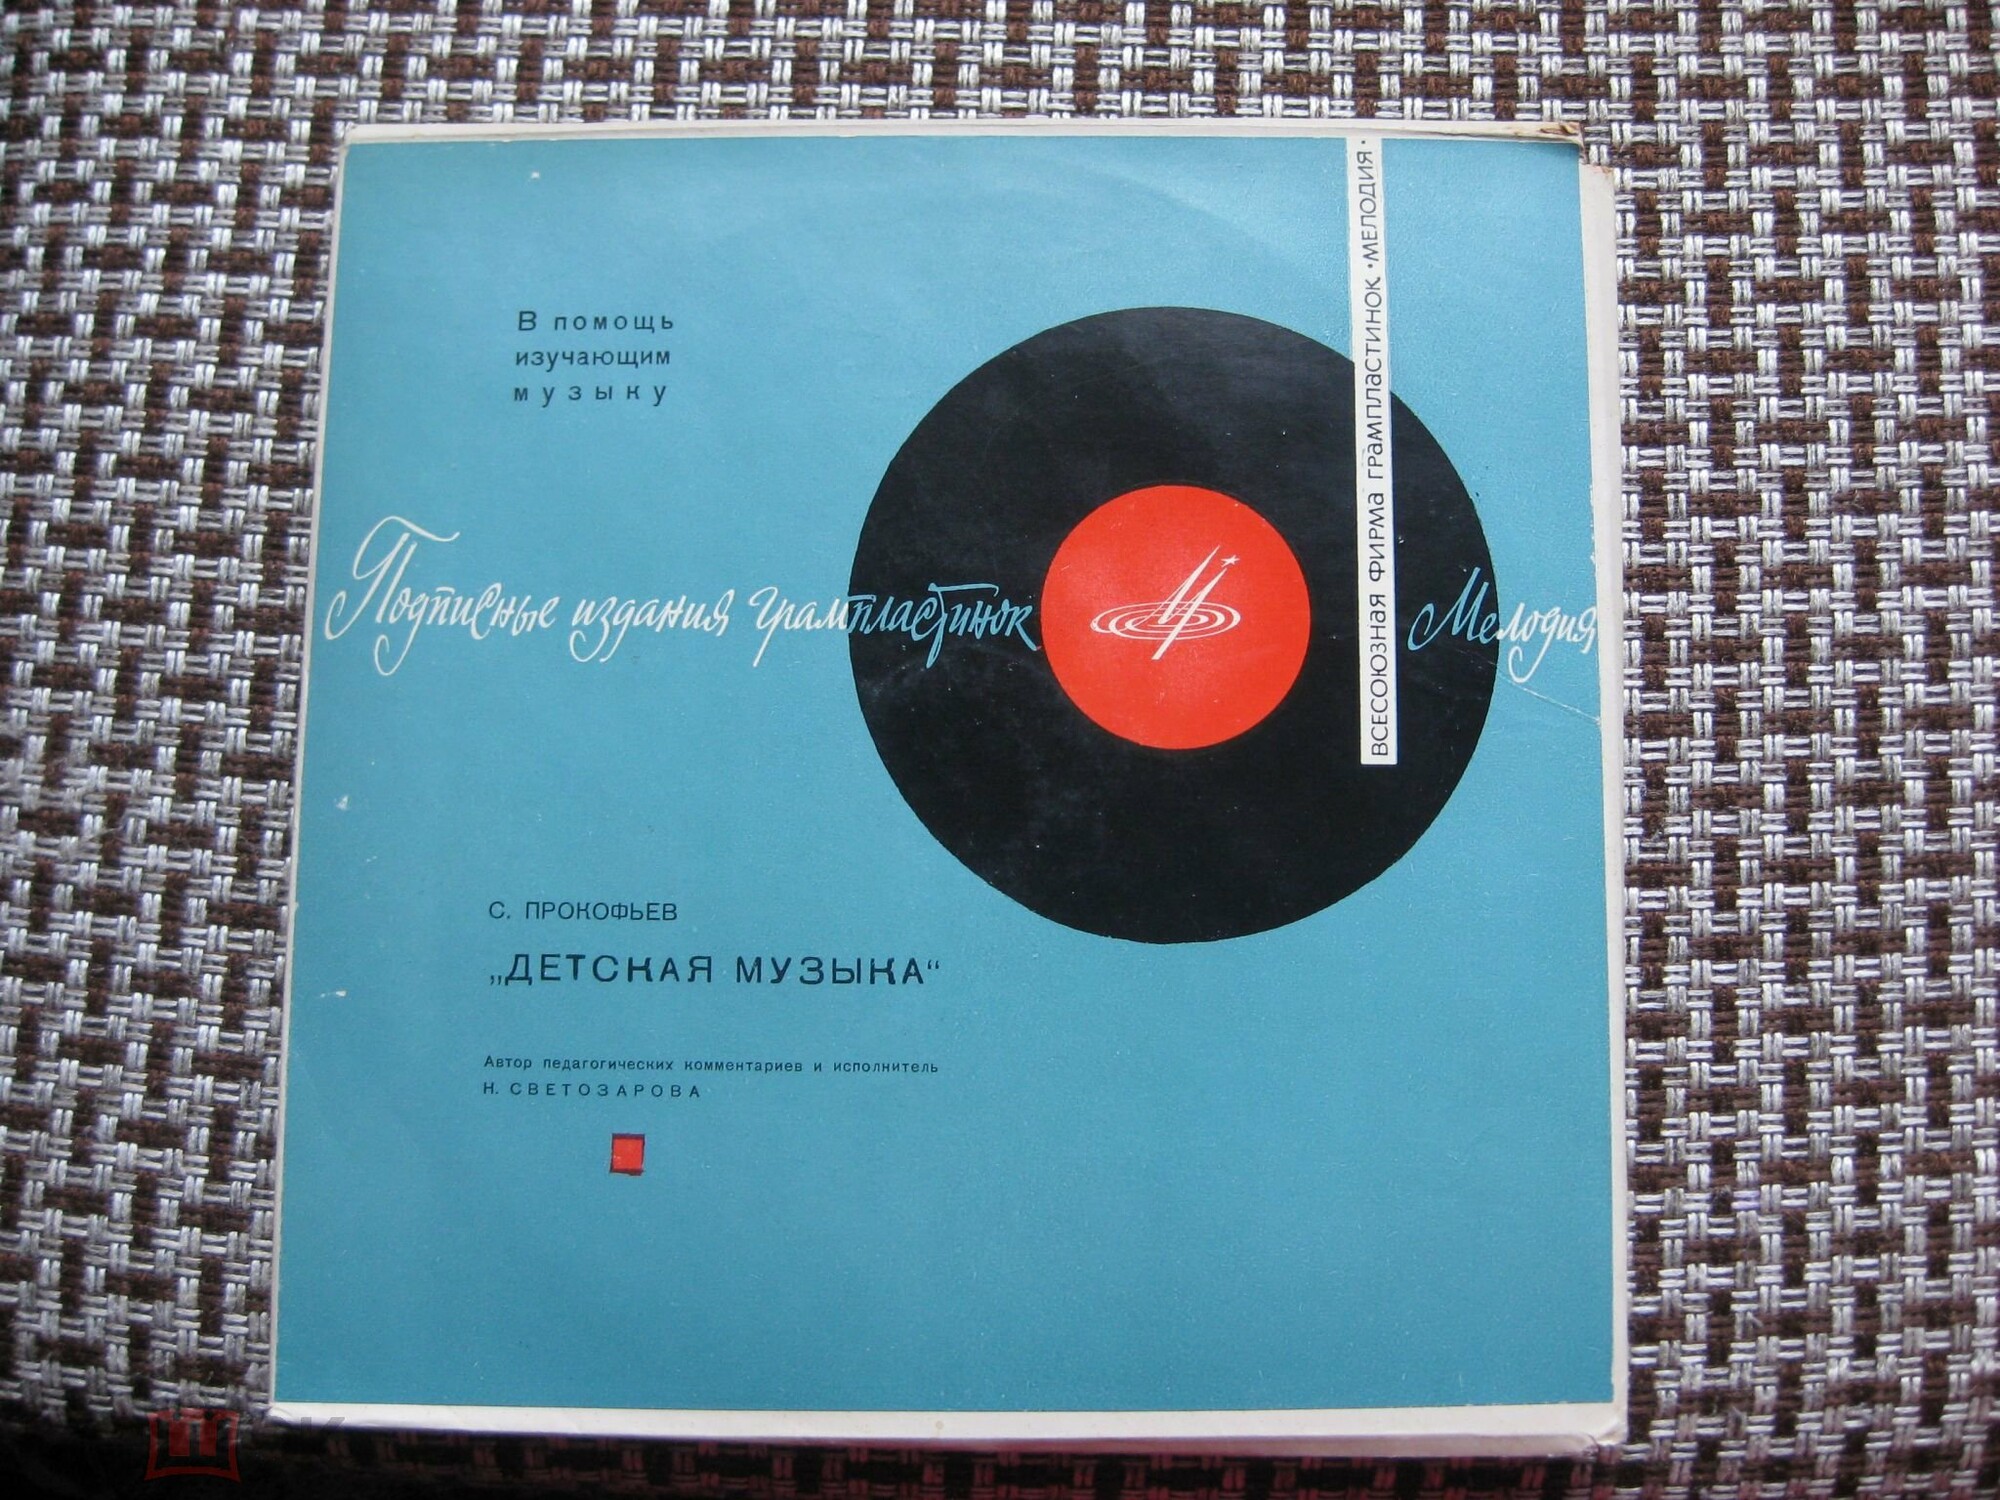 В помощь
изучающим
музыку
Подписные издания грампластинок Мелодия
ВСЕСОЮЗНАЯ ФИРМА ГРАМПЛАСТИНОК •МЕЛОДИЯ•
С. ПРОКОФЬЕВ
„ДЕТСКАЯ МУЗЫКА“
Автор педагогических комментариев и исполнитель
Н. СВЕТОЗАРОВА